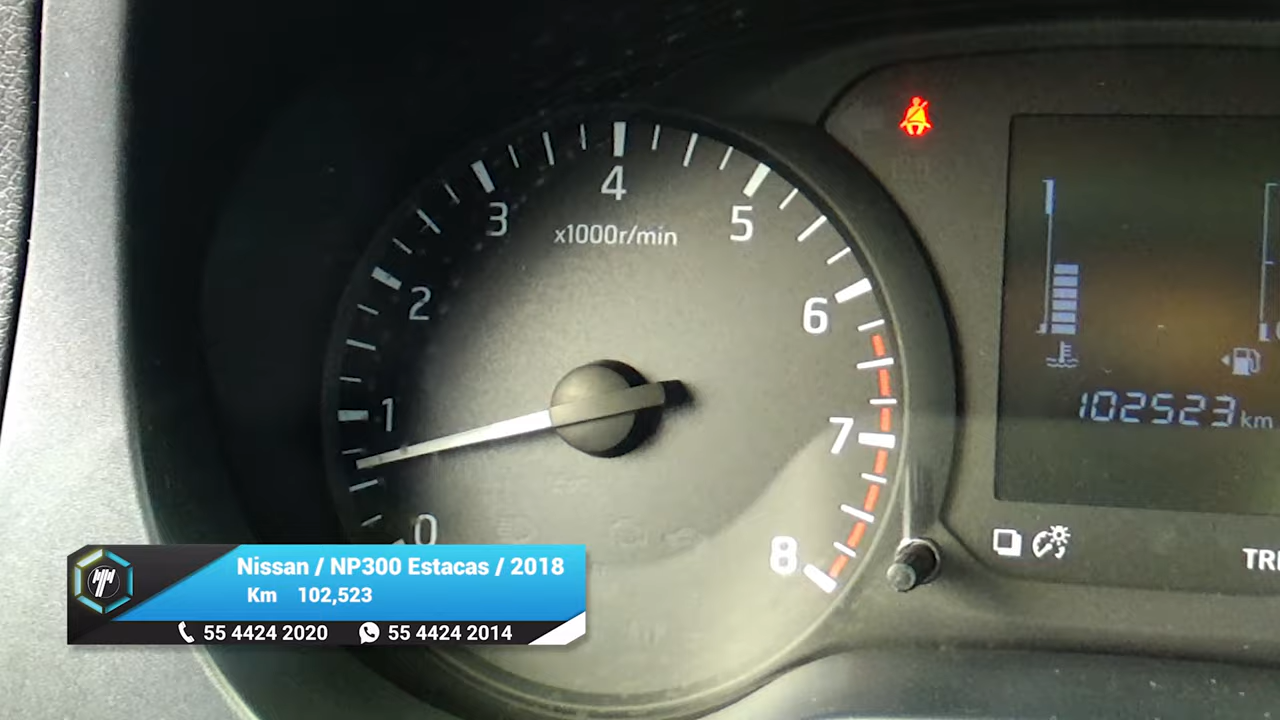 4
3
5
x1000r/min
2
6
1
102523 km
7
0
8
TRI
Nissan / NP300 Estacas / 2018
Km 102,523
55 4424 2020 55 4424 2014